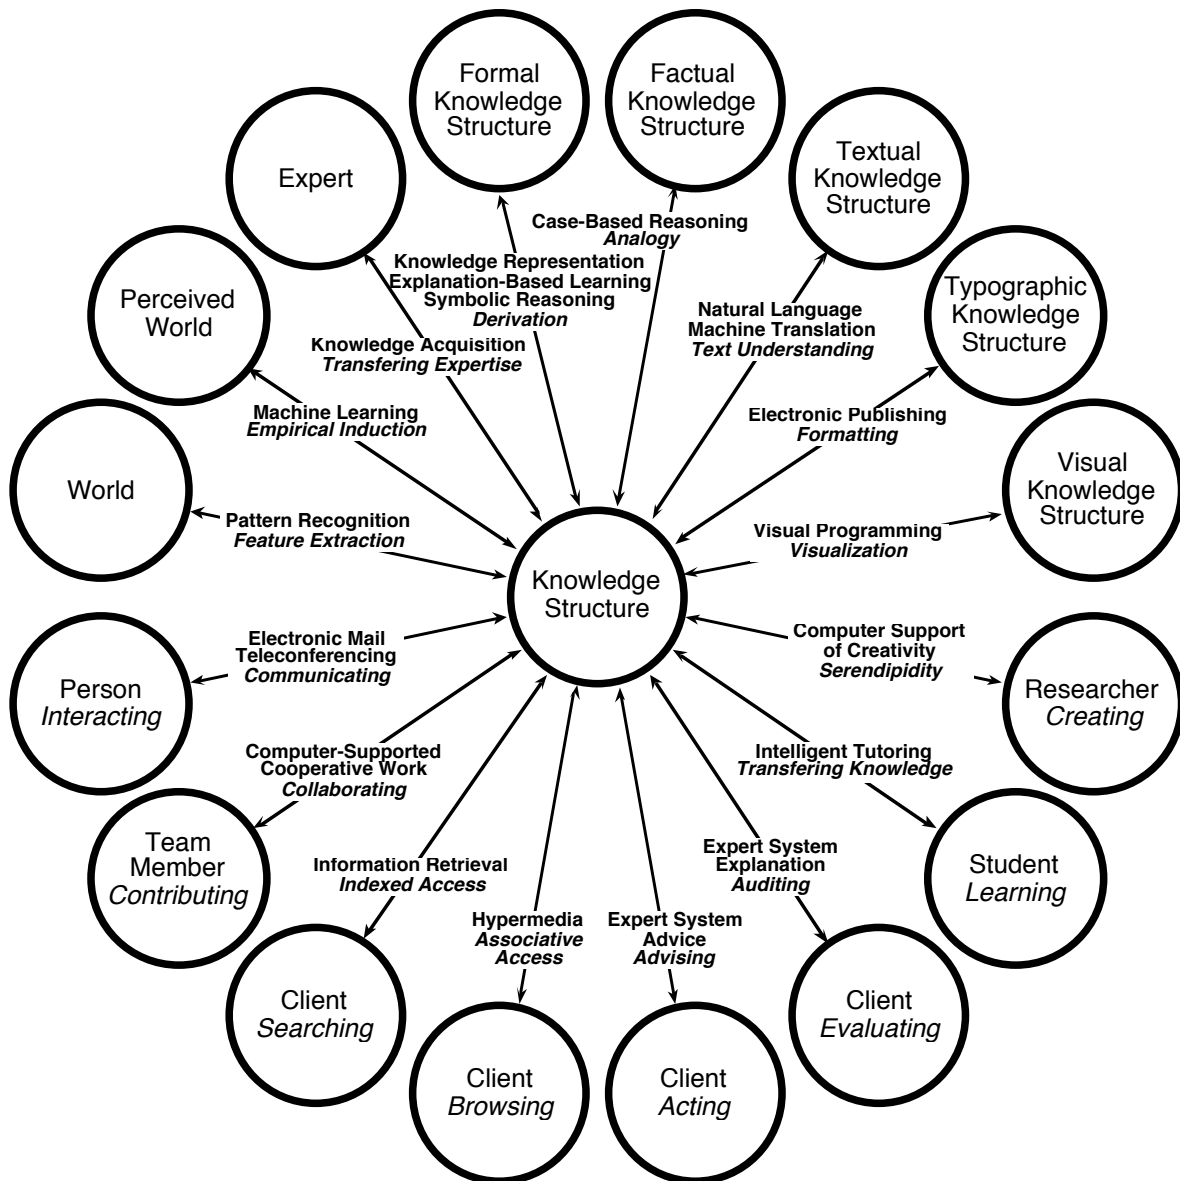 Formal
Knowledge
Structure
Factual
Knowledge
Structure
Textual
Knowledge
Structure
Expert
Typographic
Knowledge
Structure
Perceived
World
Visual
Knowledge
Structure
World
Case-Based Reasoning
Analogy
Knowledge Representation
Explanation-Based Learning
Symbolic Reasoning
Derivation
Natural Language
Machine Translation
Text Understanding
Knowledge Acquisition
Transfering Expertise
Machine Learning
Empirical Induction
Electronic Publishing
Formatting
Pattern Recognition
Feature Extraction
Visual Programming
Visualization
Knowledge
Structure
Electronic Mail
Teleconferencing
Communicating
Computer Support
of Creativity
Serendipidity
Person
Interacting
Researcher
Creating
Computer-Supported
Cooperative Work
Collaborating
Intelligent Tutoring
Transfering Knowledge
Team
Member
Contributing
Student
Learning
Information Retrieval
Indexed Access
Expert System
Explanation
Auditing
Hypermedia
Associative
Access
Expert System
Advice
Advising
Client
Searching
Client
Evaluating
Client
Browsing
Client
Acting